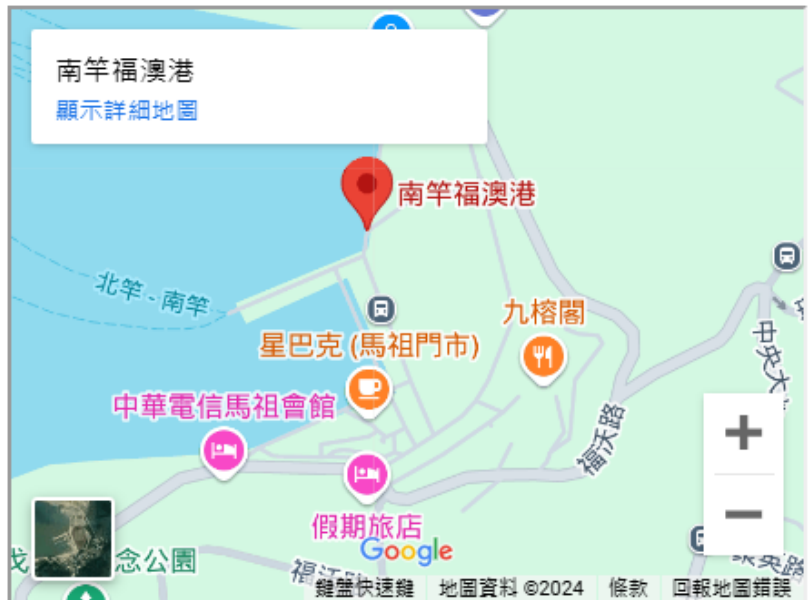 南竿福澳港
顯示詳細地圖
南竿福澳港
北竿 - 南竿
九榕閣
星巴克 (馬祖門市)
中央大
中華電信馬祖會館
福沃路
假期旅店
Google
念公園
鍵盤快速鍵
地圖資料 ©2024
條款
回報地圖錯誤